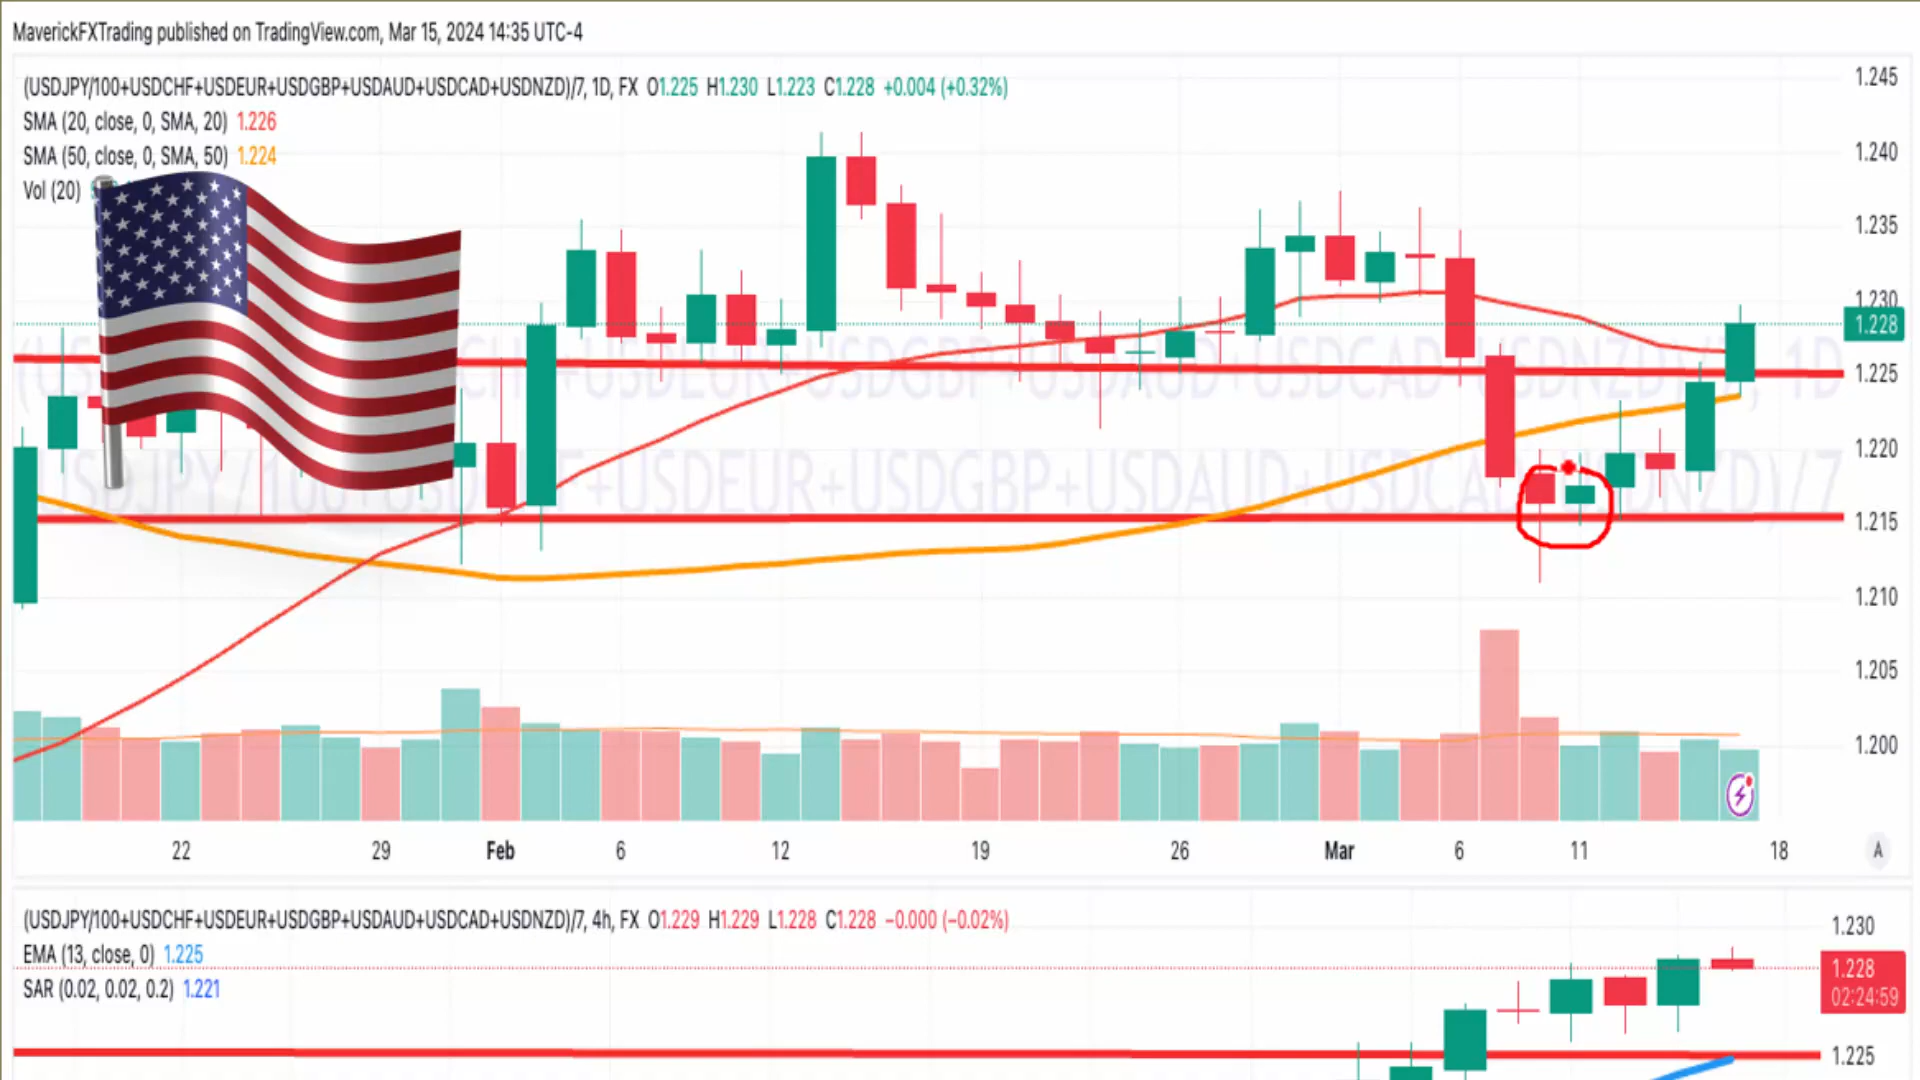 MaverickFXTrading published on TradingView.com, Mar 15, 2024 14:35 UTC-4
(USDJPY/100+USDCHF+USDEUR+USDGBP+USDAUD+USDCAD+USDNZD)/7, 1D, FX O1.225 H1.230 L1.223 C1.228 +0.004 (+0.32%)
SMA (20, close, 0, SMA, 20) 1.226
SMA (50, close, 0, SMA, 50) 1.224
Vol (20)
1.245
1.240
1.235
1.230
1.228
1.225
1.220
1.215
1.210
1.205
1.200
22 29 Feb 6 12 19 26 Mar 6 11 18 A
(USDJPY/100+USDCHF+USDEUR+USDGBP+USDAUD+USDCAD+USDNZD)/7, 4h, FX O1.229 H1.229 L1.228 C1.228 −0.000 (−0.02%)
EMA (13, close, 0) 1.225
SAR (0.02, 0.02, 0.2) 1.221
1.230
1.228
02:24:59
1.225